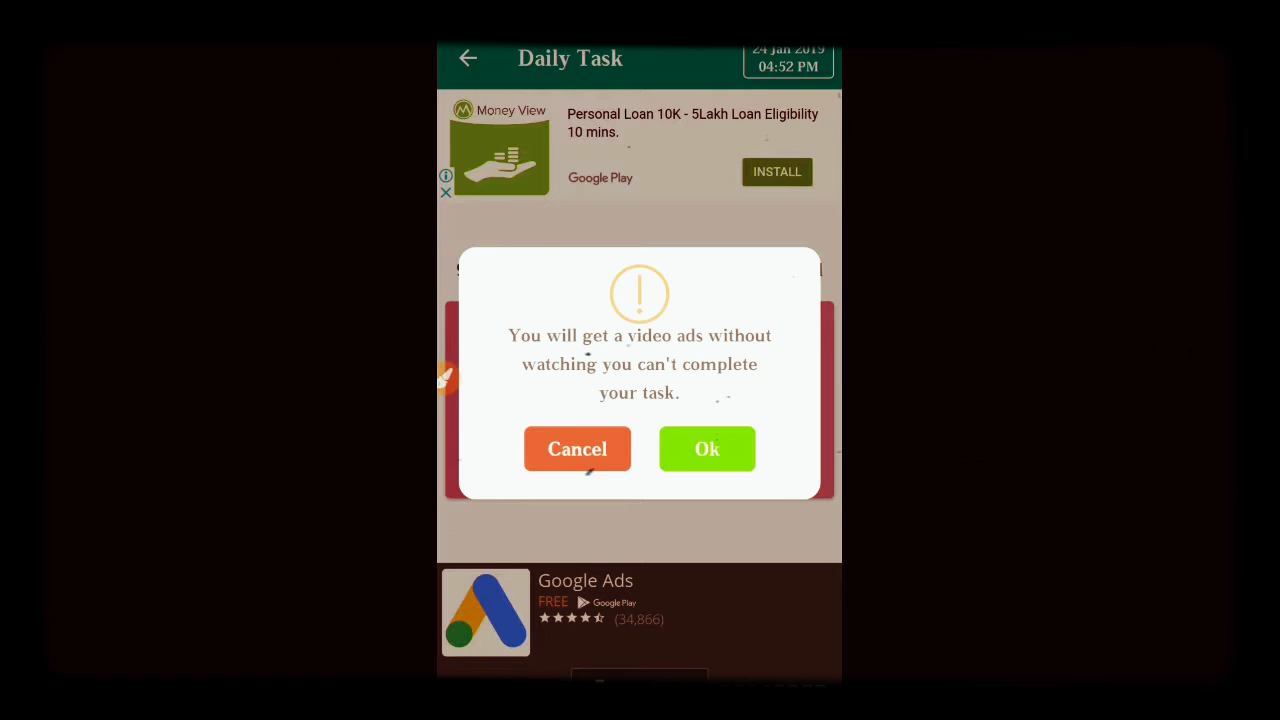 Daily Task
24 Jan 2019
04:52 PM
Money View
Personal Loan 10K - 5Lakh Loan Eligibility
10 mins.
Google Play
INSTALL
You will get a video ads without
watching you can't complete
your task.
Cancel
Ok
Google Ads
FREE Google Play
(34,866)